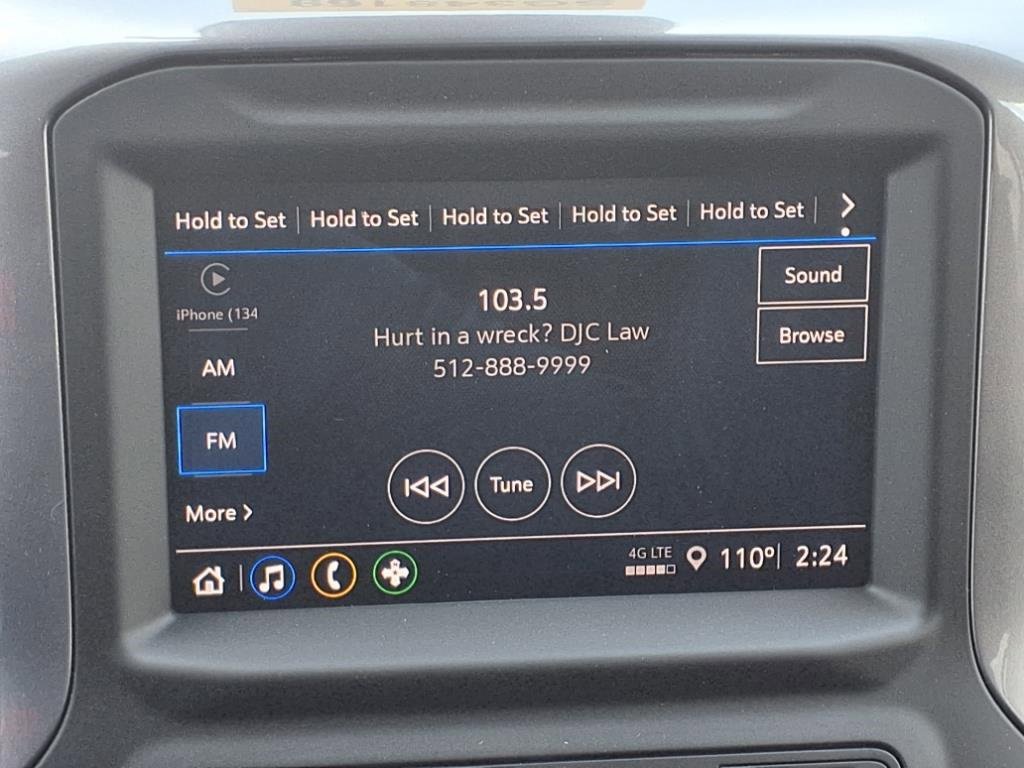 Hold to Set Hold to Set Hold to Set Hold to Set Hold to Set
iPhone (134
AM
FM
More
103.5
Hurt in a wreck? DJC Law
512-888-9999
Sound
Browse
Tune
4G LTE
110°
2:24